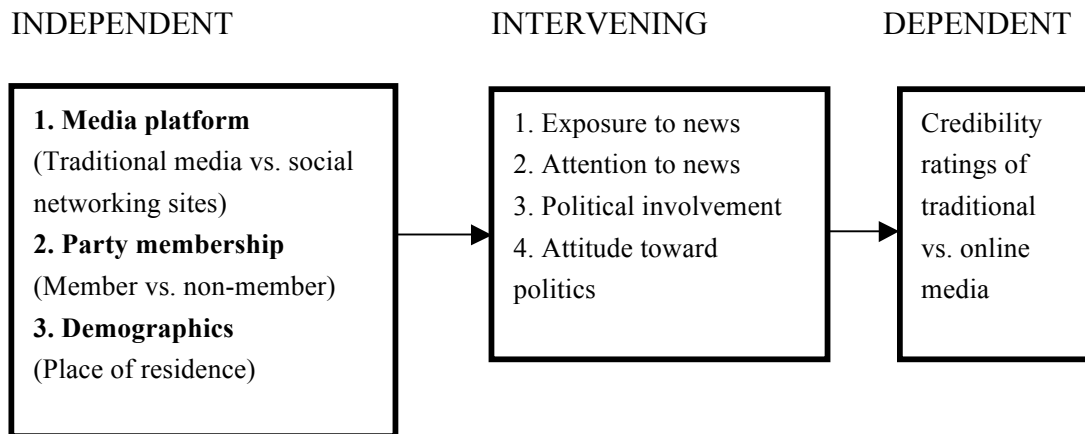 INDEPENDENT INTERVENING DEPENDENT
1. Media platform
(Traditional media vs. social
networking sites)
2. Party membership
(Member vs. non-member)
3. Demographics
(Place of residence)
1. Exposure to news
2. Attention to news
3. Political involvement
4. Attitude toward
politics
Credibility
ratings of
traditional
vs. online
media